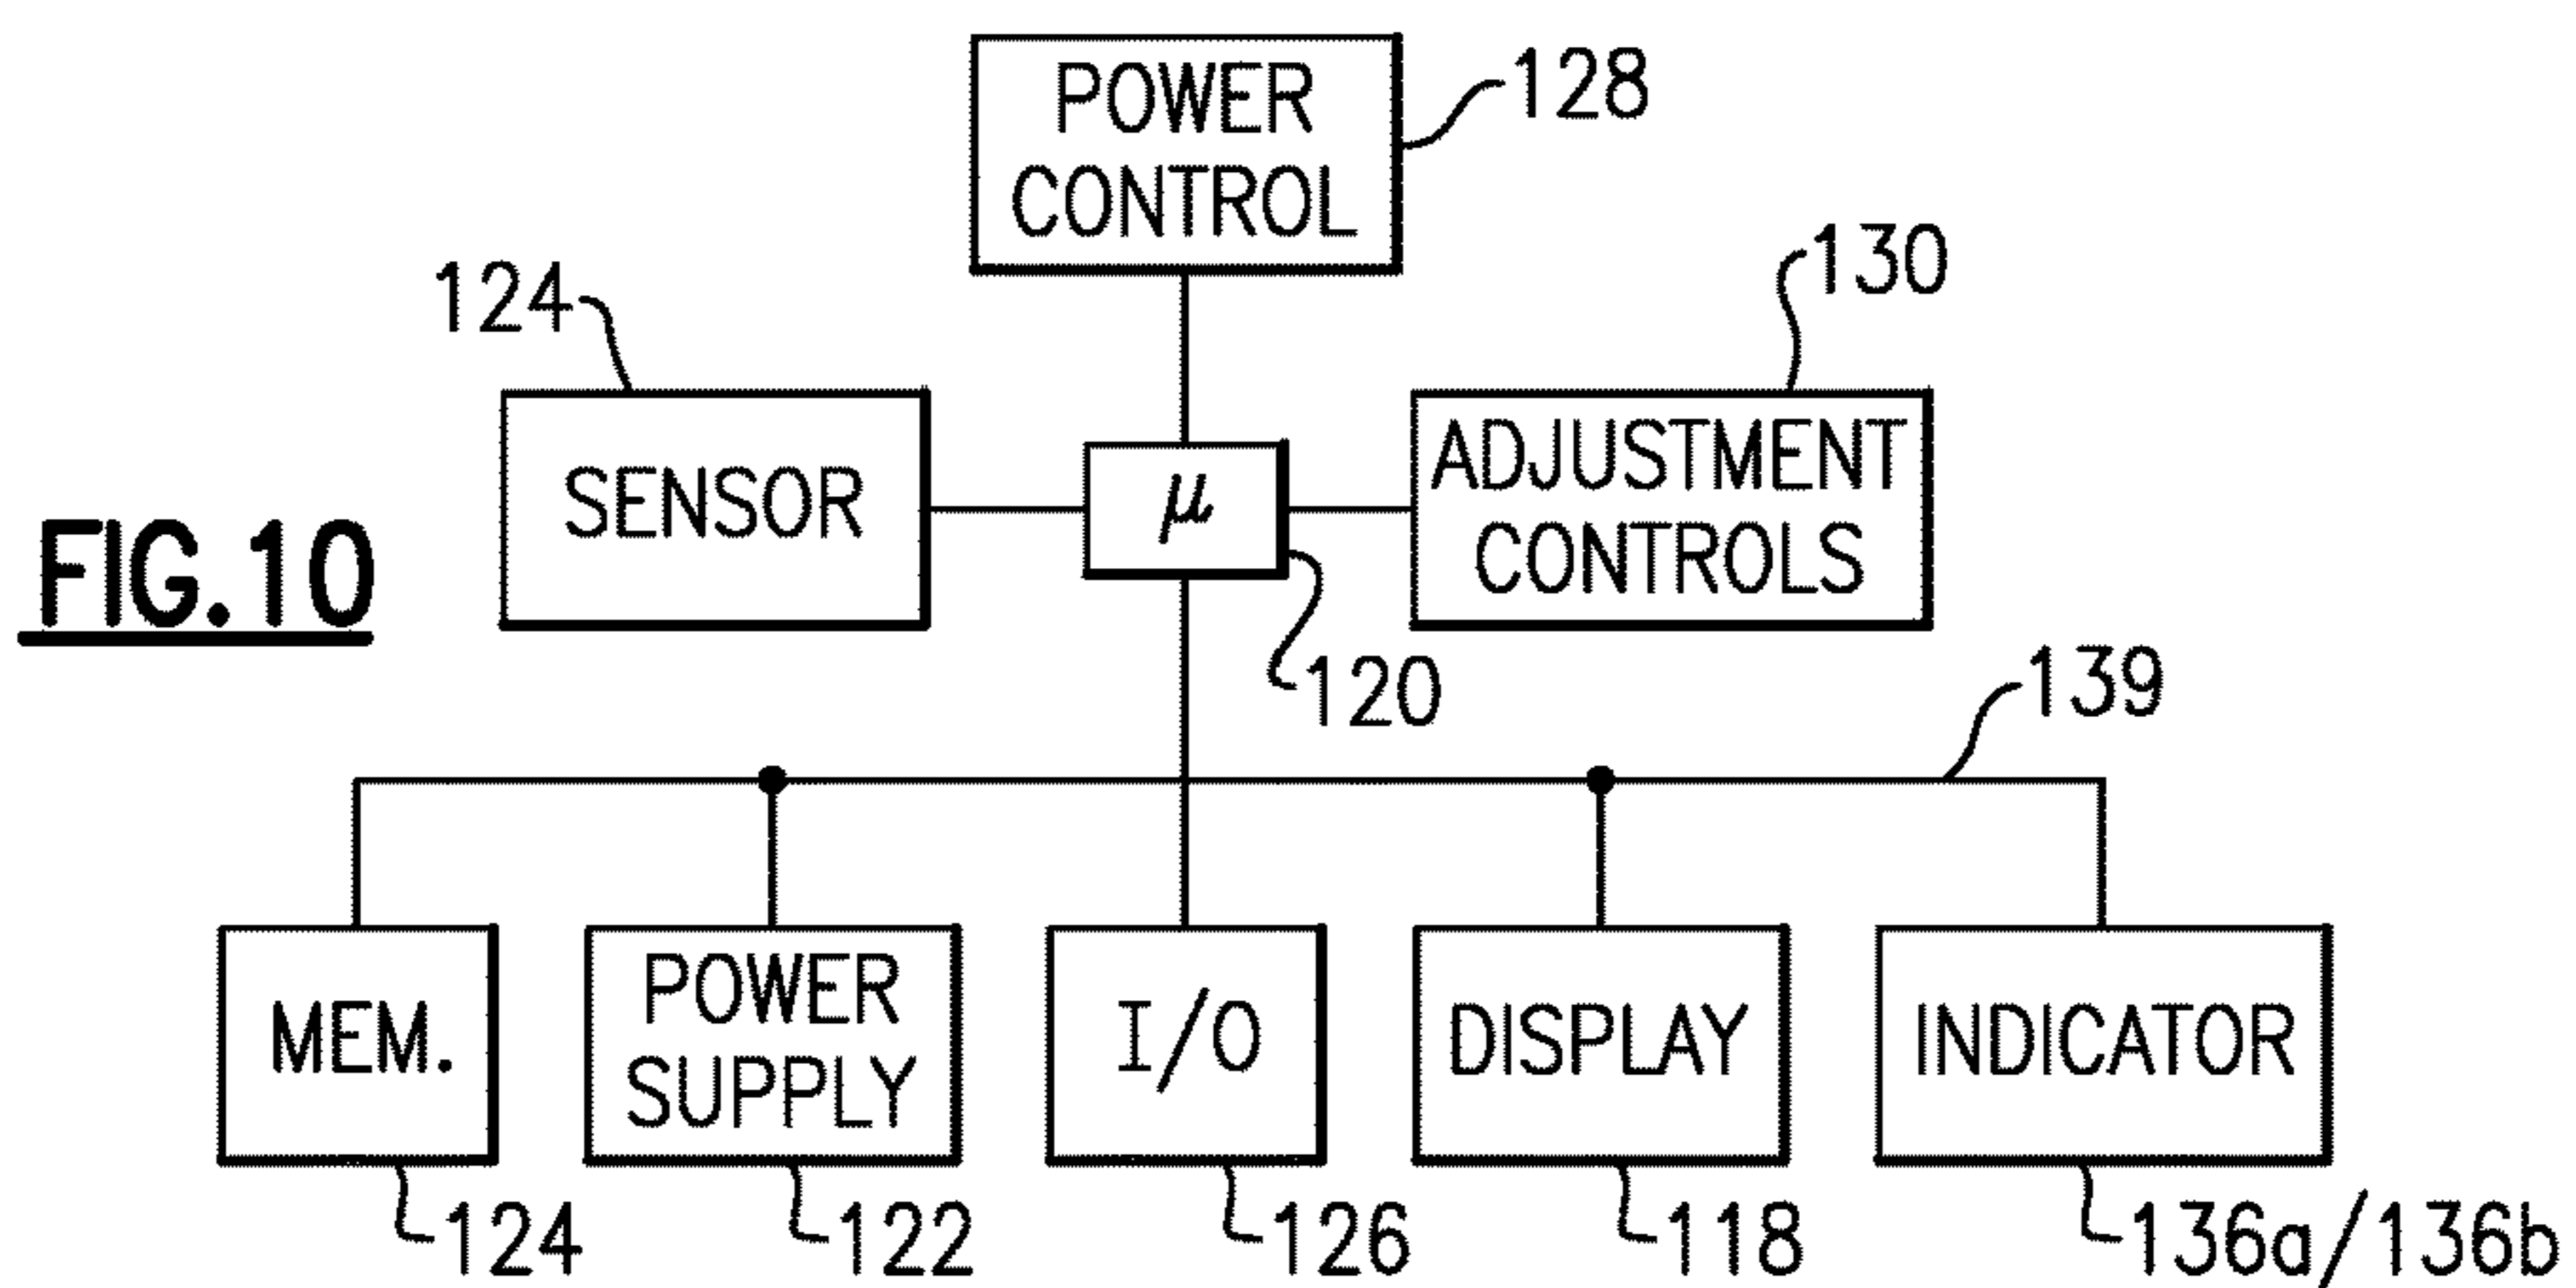 POWER
CONTROL
128
124
130
SENSOR
μ
ADJUSTMENT
CONTROLS
FIG.10
120
139
MEM.
POWER
SUPPLY
I/O
DISPLAY
INDICATOR
124
122
126
118
136a/136b